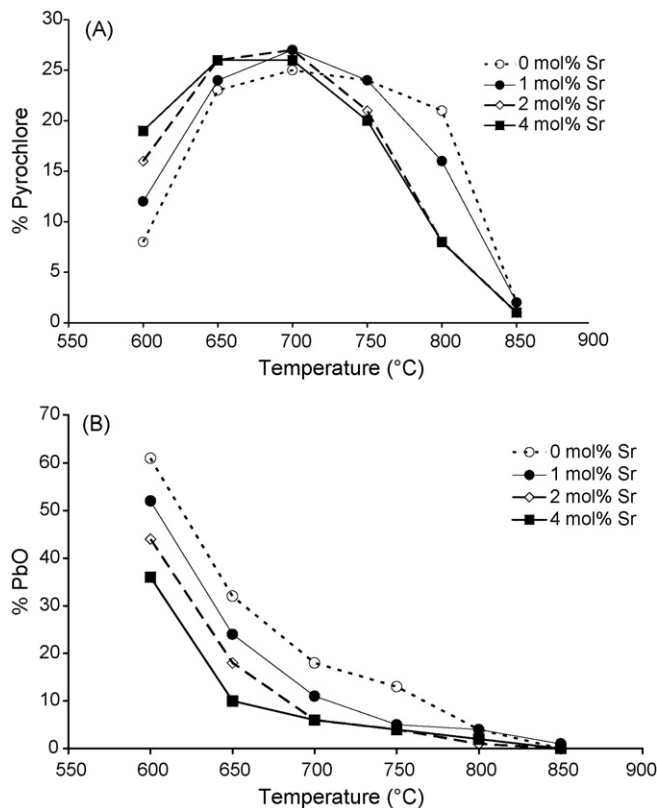 (A)
% Pyrochlore
30
25
20
15
10
5
0
550 600 650 700 750 800 850 900
Temperature (°C)
0 mol% Sr
1 mol% Sr
2 mol% Sr
4 mol% Sr
(B)
% PbO
70
60
50
40
30
20
10
0
550 600 650 700 750 800 850 900
Temperature (°C)
0 mol% Sr
1 mol% Sr
2 mol% Sr
4 mol% Sr